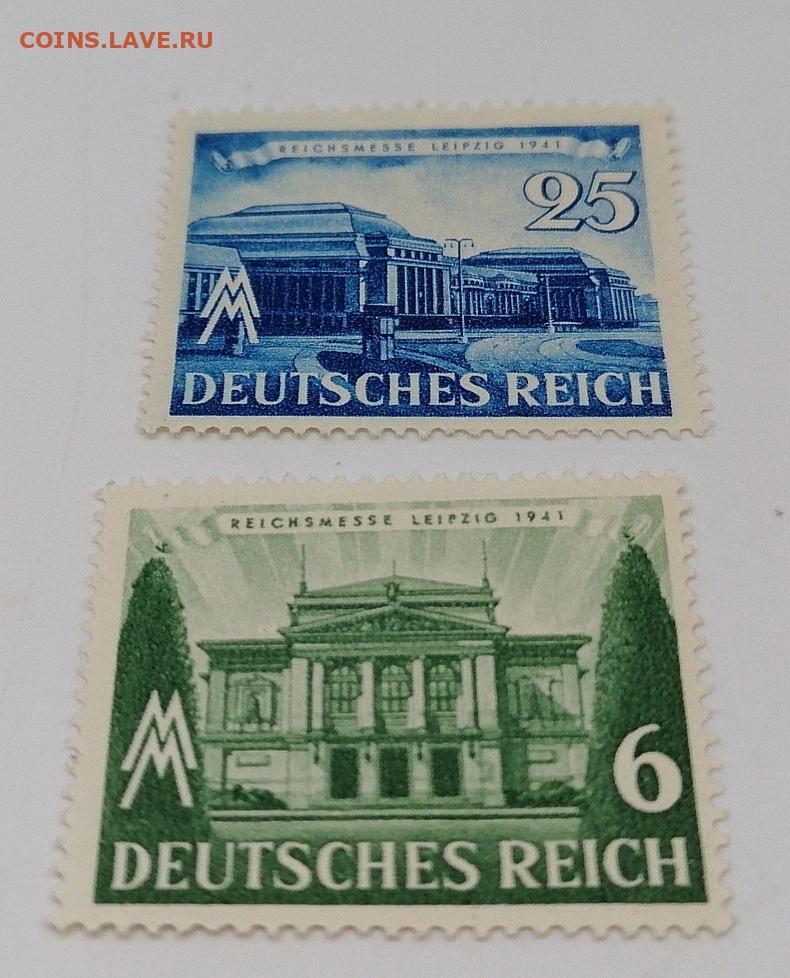 COINS.LAVE.RU
REICHSMESSE LEIPZIG 1941
25
MM
DEUTSCHES REICH
REICHSMESSE LEIPZIG 1941
MM
6
DEUTSCHES REICH